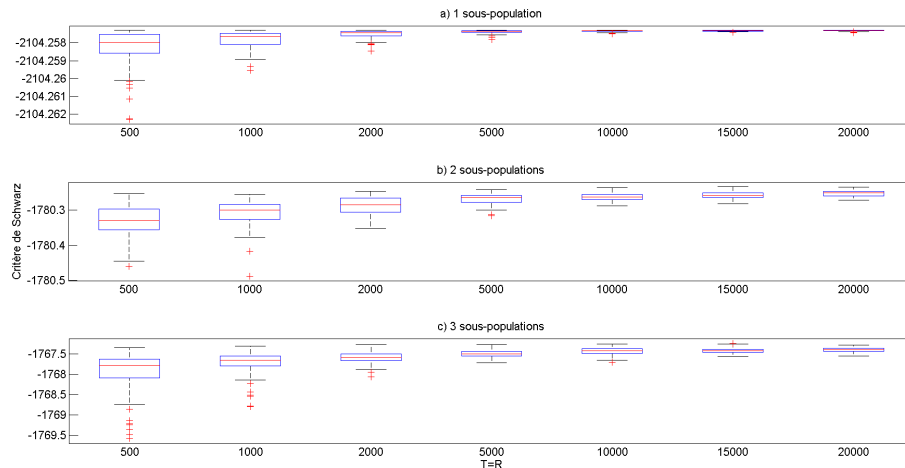 a) 1 sous-population
-2104.258
-2104.259
-2104.26
-2104.261
-2104.262
500 1000 2000 5000 10000 15000 20000
b) 2 sous-populations
-1780.3
-1780.4
-1780.5
500 1000 2000 5000 10000 15000 20000
Critère de Schwarz
c) 3 sous-populations
-1767.5
-1768
-1768.5
-1769
-1769.5
500 1000 2000 5000 10000 15000 20000
T=R